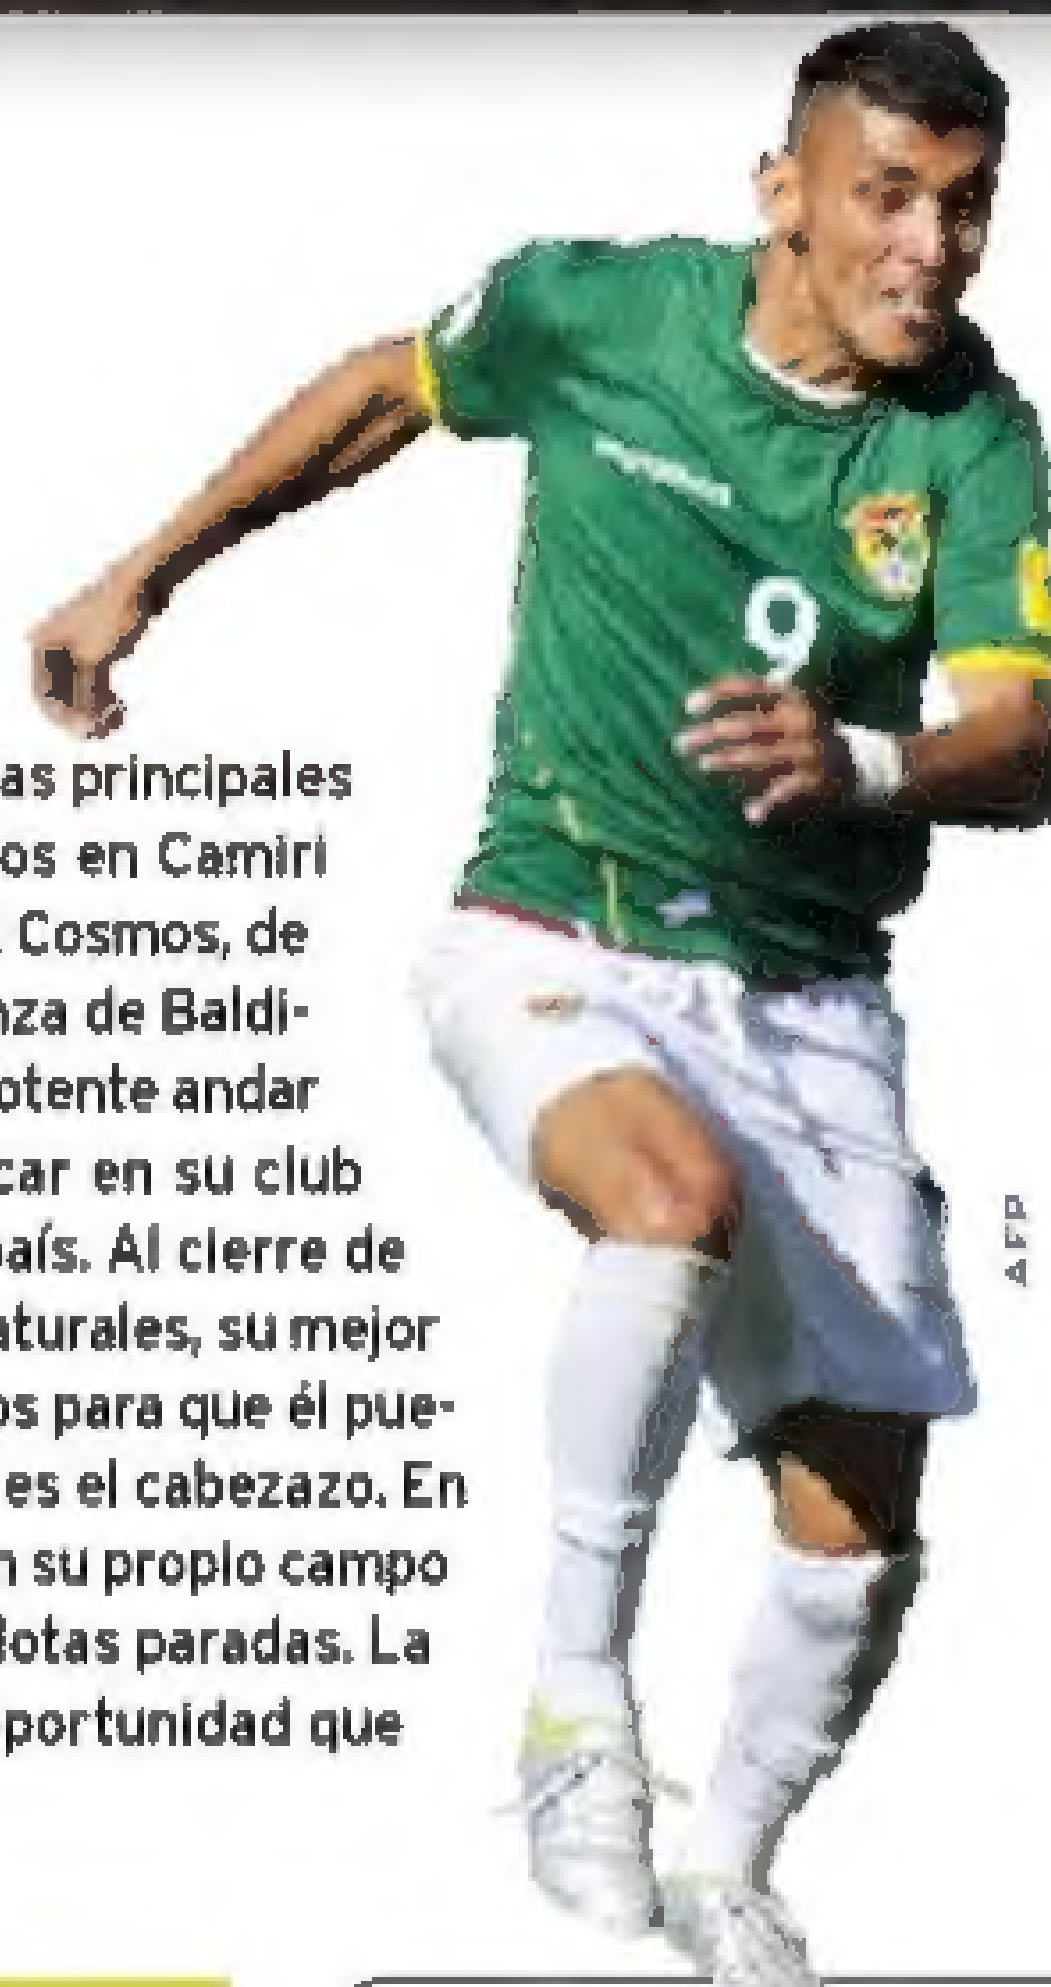 9
as principales
os en Camiri
Cosmos, de
nza de Baldi-
otente andar
car en su club
país. Al cierre de
aturales, su mejor
os para que él pue-
es el cabezazo. En
n su propio campo
lotas paradas. La
portunidad que
AFP